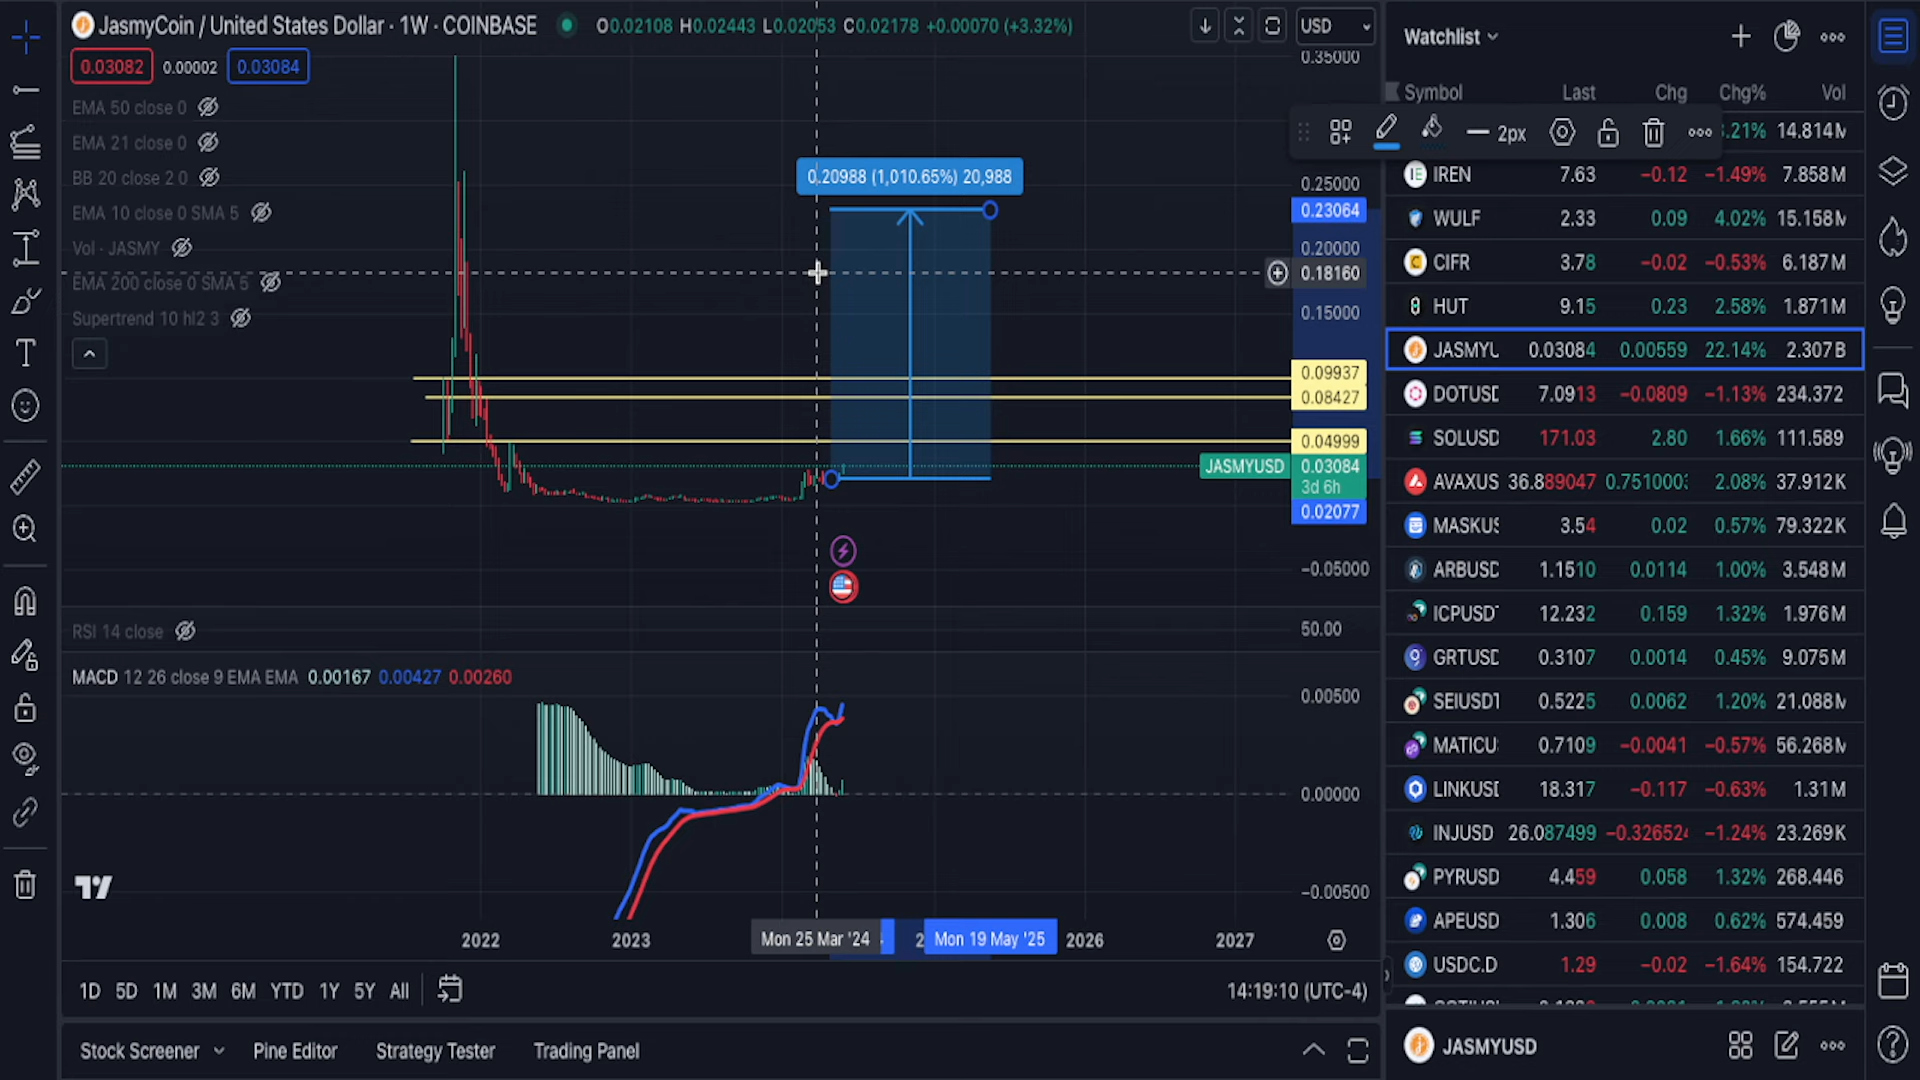 JasmyCoin / United States Dollar · 1W · COINBASE O0.02108 H0.02443 L0.02053 C0.02178 +0.00070 (+3.32%)
USD
0.03082 0.00002 0.03084
EMA 50 close 0
EMA 21 close 0
BB 20 close 2 0
EMA 10 close 0 SMA 5
Vol · JASMY
EMA 200 close 0 SMA 5
Supertrend 10 hl2 3
0.20988 (1,010.65%) 20,988
0.35000
0.25000
0.23064
0.20000
0.18160
0.15000
0.09937
0.08427
0.04999
JASMYUSD 0.03084
3d 6h
0.02077
−0.05000
RSI 14 close
50.00
MACD 12 26 close 9 EMA EMA 0.00167 0.00427 0.00260
0.00500
0.00000
−0.00500
2022 2023 Mon 25 Mar '24 Mon 19 May '25 2026 2027
1D 5D 1M 3M 6M YTD 1Y 5Y All
14:19:10 (UTC-4)
Stock Screener Pine Editor Strategy Tester Trading Panel
Watchlist
Symbol Last Chg Chg% Vol
2px
.21% 14.814M
IREN 7.63 −0.12 −1.49% 7.858M
WULF 2.33 0.09 4.02% 15.158M
CIFR 3.78 −0.02 −0.53% 6.187M
HUT 9.15 0.23 2.58% 1.871M
JASMYU 0.03084 0.00559 22.14% 2.307B
DOTUSD 7.0913 −0.0809 −1.13% 234.372
SOLUSD 171.03 2.80 1.66% 111.589
AVAXUS 36.889047 0.7510003 2.08% 37.912K
MASKUS 3.54 0.02 0.57% 79.322K
ARBUSD 1.1510 0.0114 1.00% 3.548M
ICPUSDT 12.232 0.159 1.32% 1.976M
GRTUSD 0.3107 0.0014 0.45% 9.075M
SEIUSDT 0.5225 0.0062 1.20% 21.088M
MATICU 0.7109 −0.0041 −0.57% 56.268M
LINKUSD 18.317 −0.117 −0.63% 1.31M
INJUSD 26.087499 −0.326524 −1.24% 23.269K
PYRUSD 4.459 0.058 1.32% 268.446
APEUSD 1.306 0.008 0.62% 574.459
USDC.D 1.29 −0.02 −1.64% 154.722
JASMYUSD